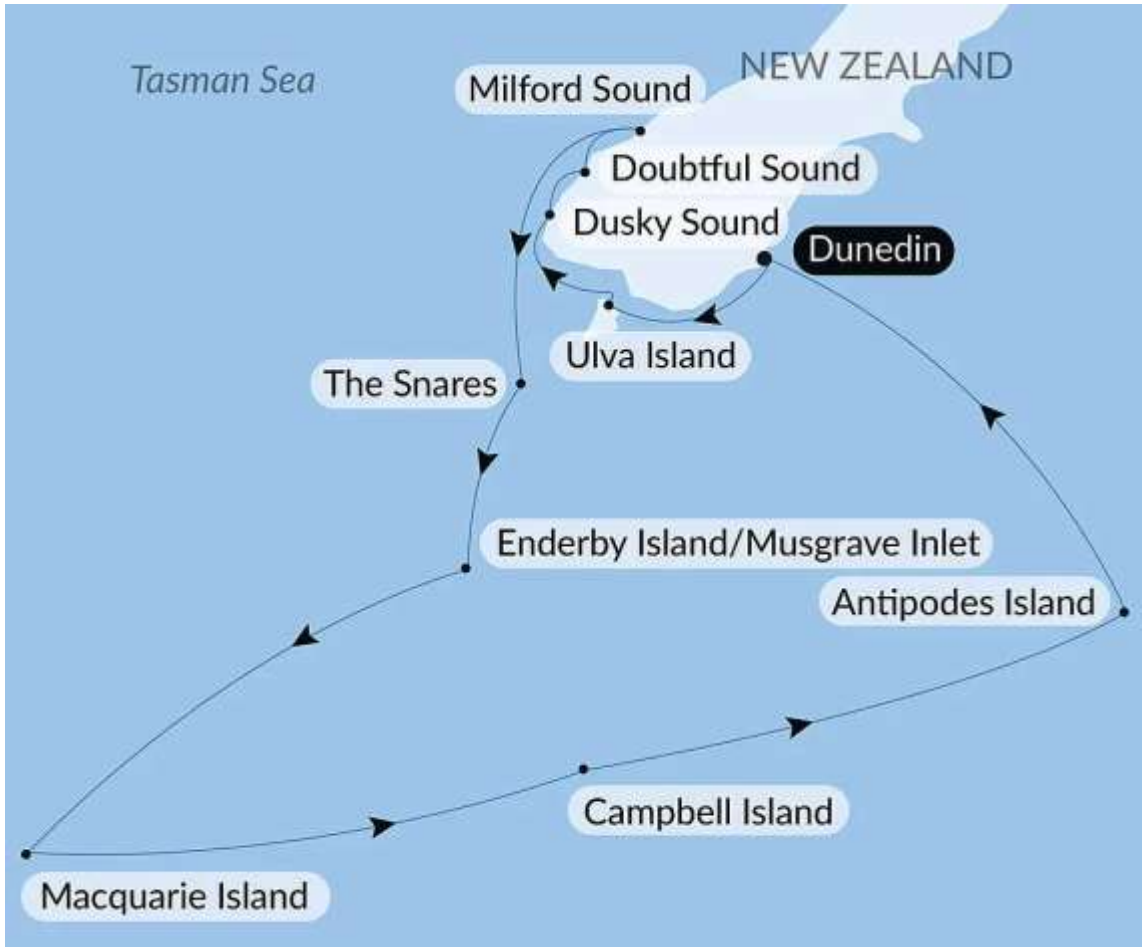 Tasman Sea
NEW ZEALAND
Milford Sound
Doubtful Sound
Dusky Sound
Dunedin
Ulva Island
The Snares
Enderby Island/Musgrave Inlet
Antipodes Island
Campbell Island
Macquarie Island